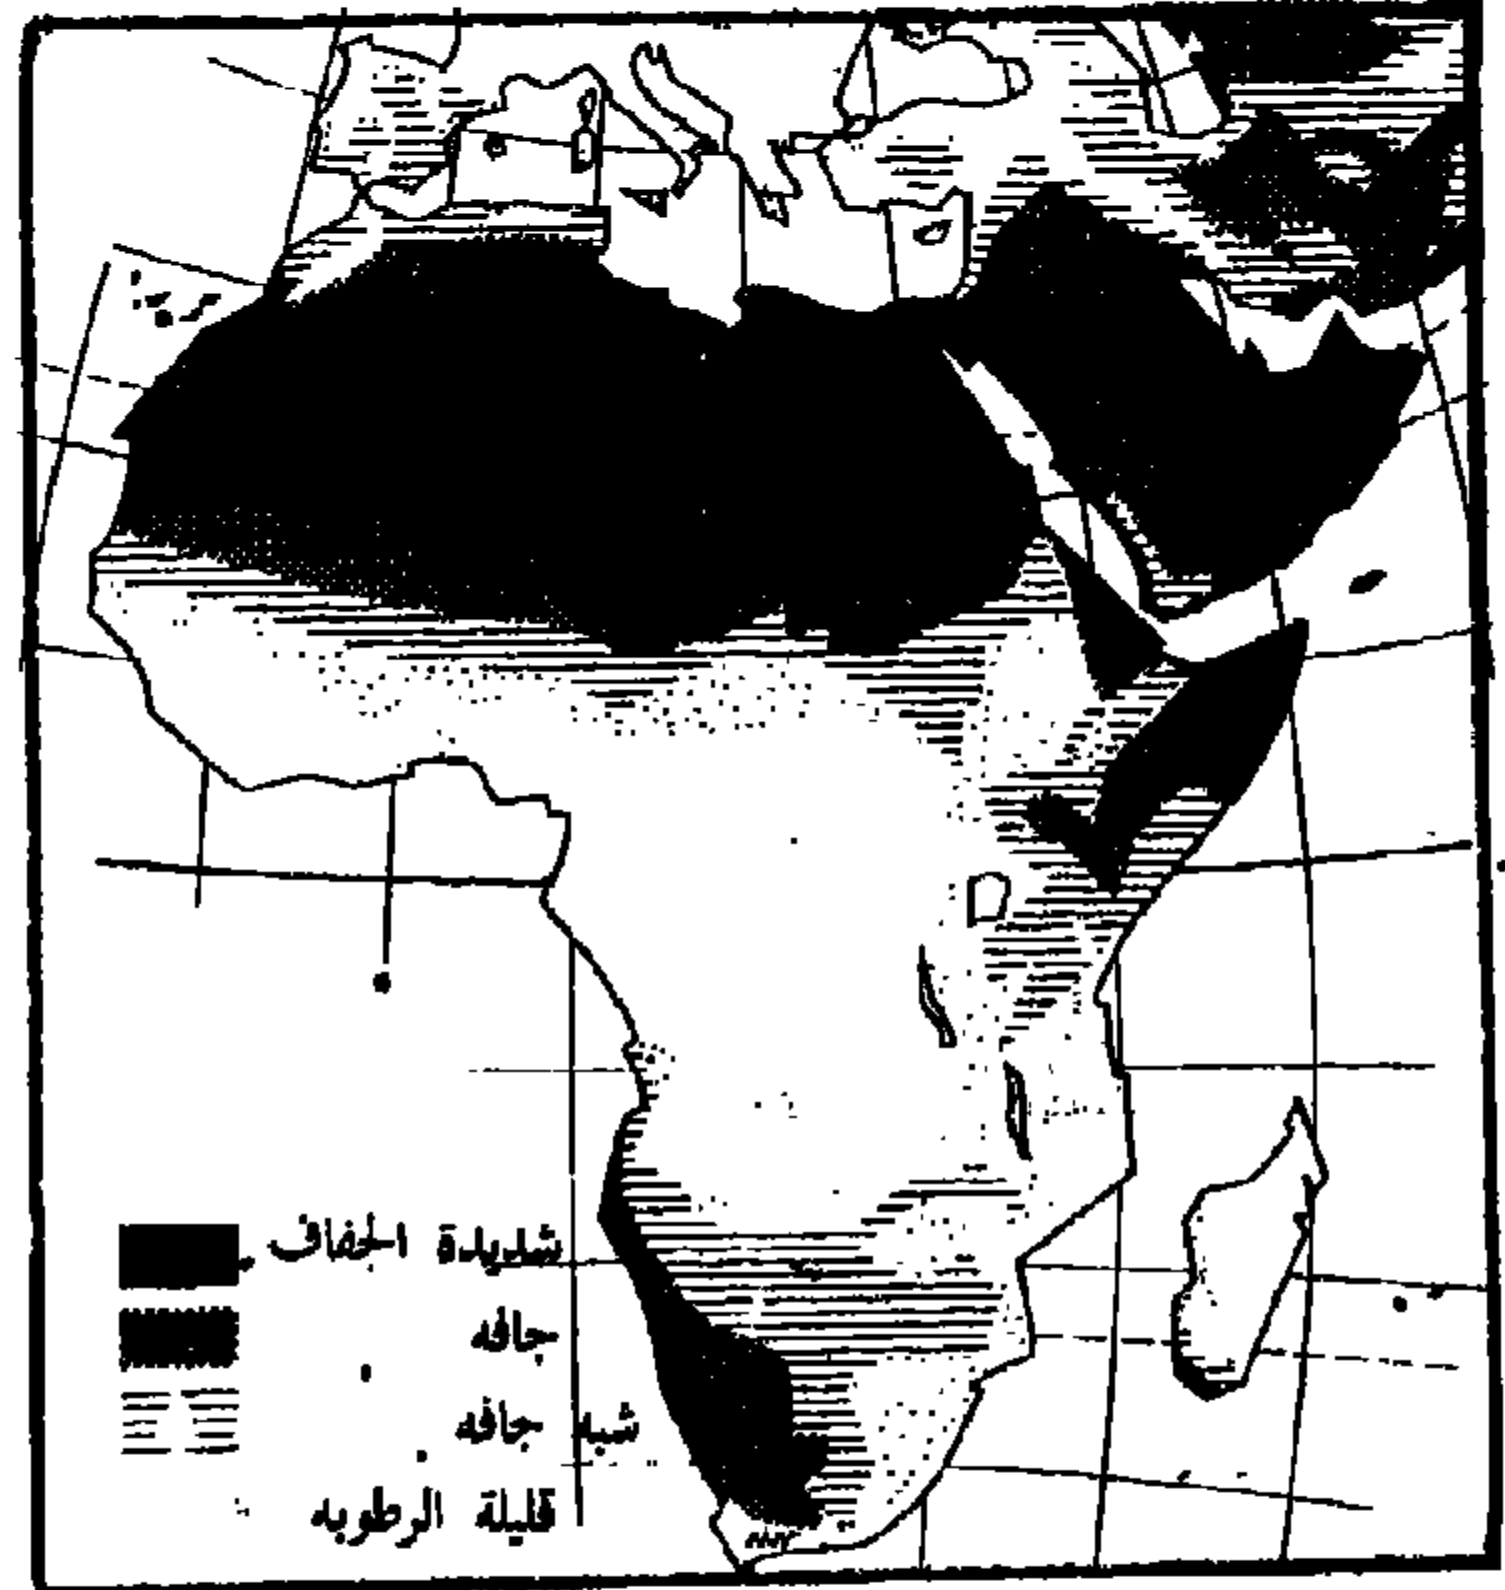 شديدة الجفاف
جافه
شبه جافه
قليلة الرطوبه